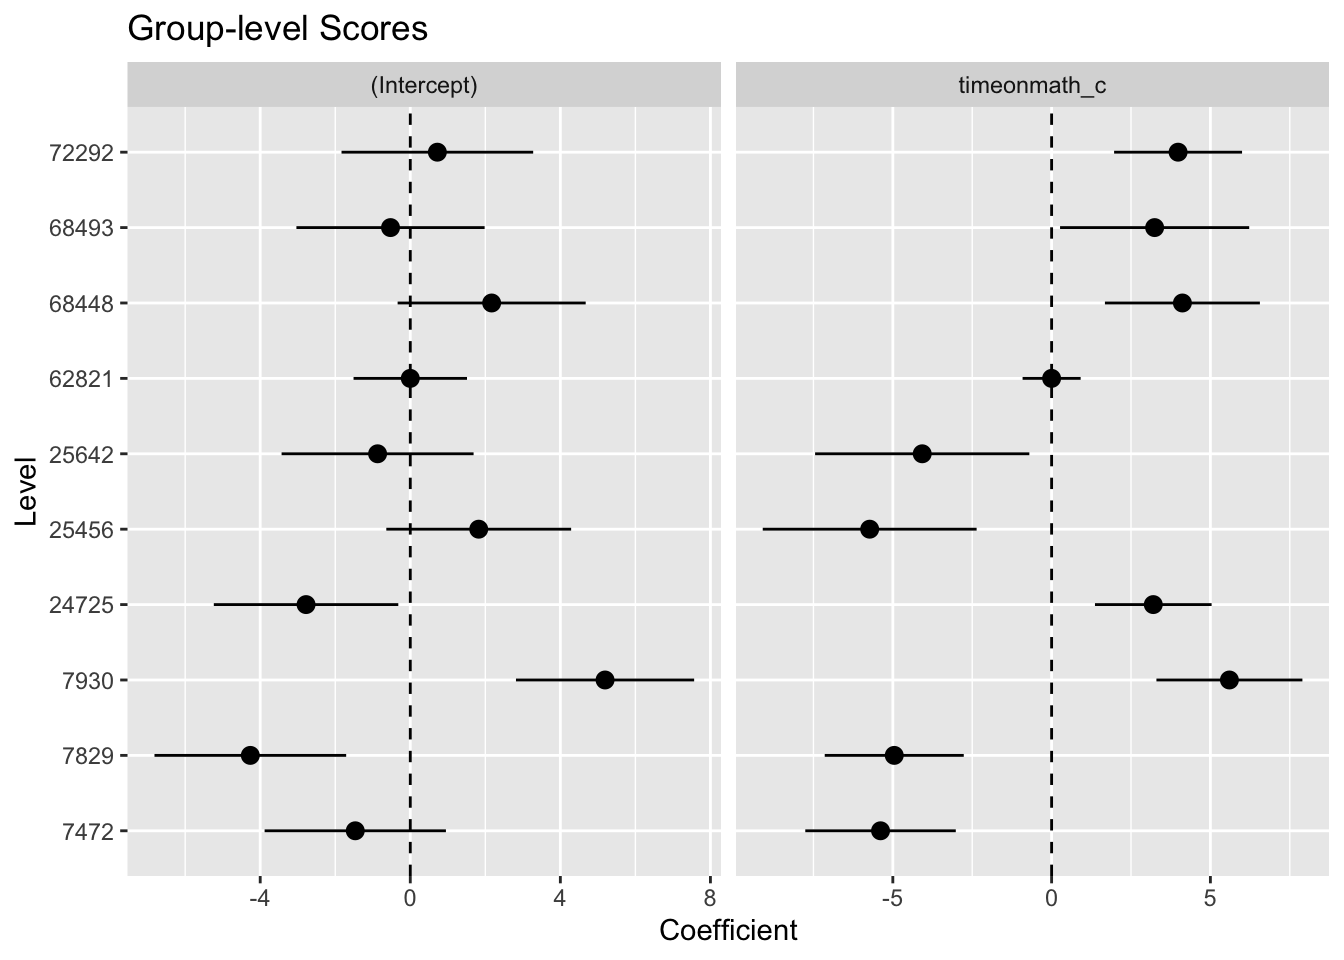 Group-level Scores
(Intercept) timeonmath_c
72292
68493
68448
62821
25642
25456
24725
7930
7829
7472
Level
-4 0 4 8 -5 0 5
Coefficient